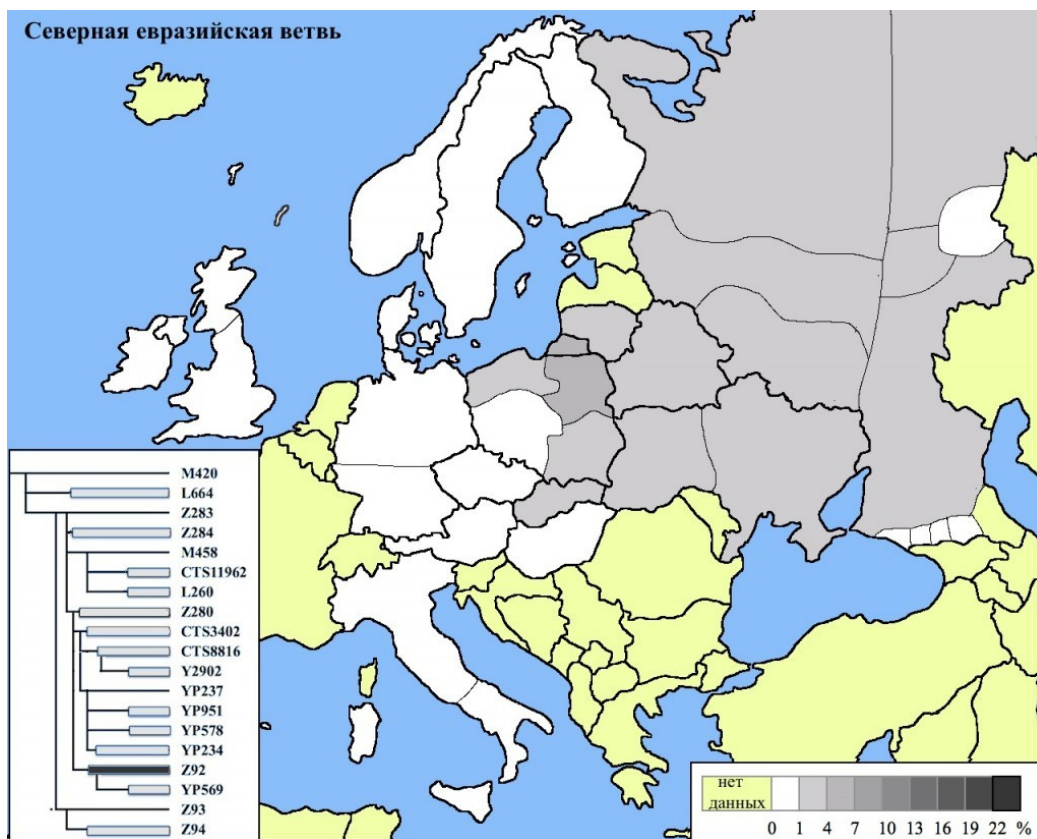 Северная евразийская ветвь
M420
L664
Z283
Z284
M458
CTS11962
L260
Z280
CTS3402
CTS8816
Y2902
YP237
YP951
YP578
YP234
Z92
YP569
Z93
Z94
нет
данных
0 1 4 7 10 13 16 19 22 %